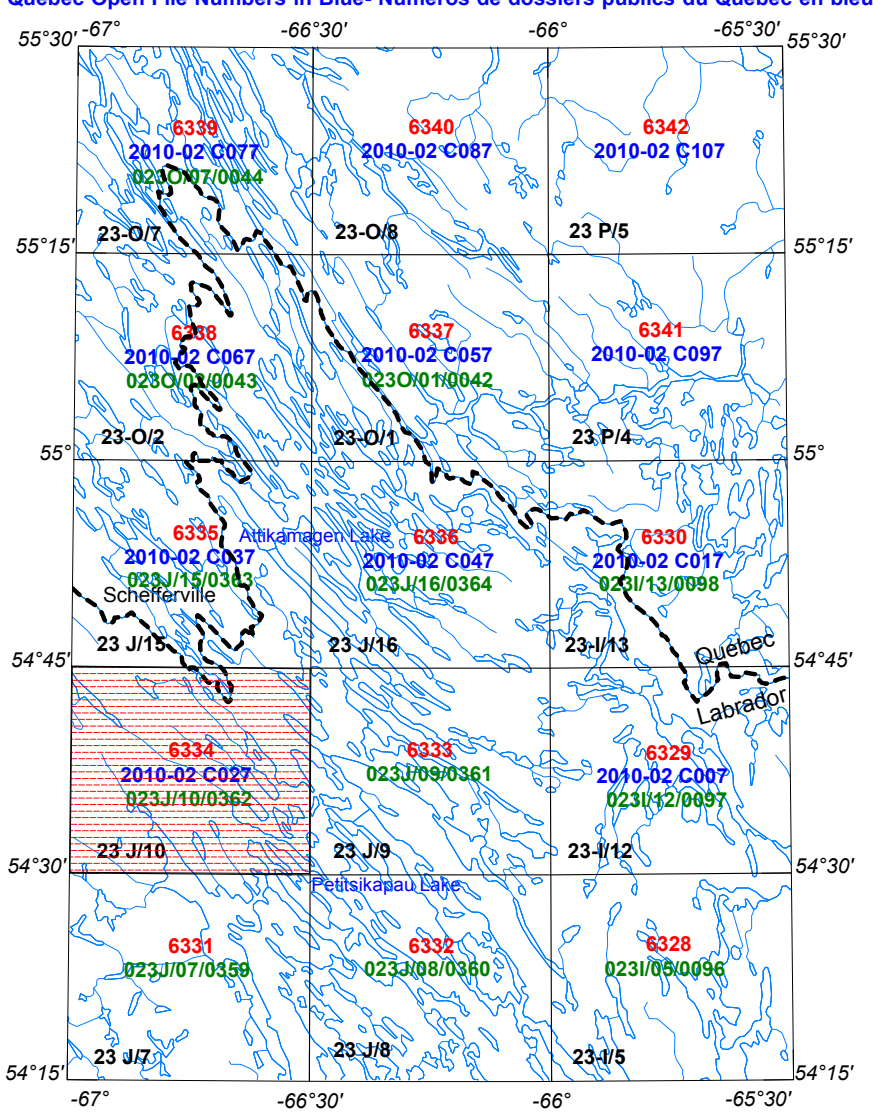 Quebec Open File Numbers in Blue- Numéros de dossiers publics du Québec en bleu
-67° -66°30' -66° -65°30'
55°30' 55°30'
6339 6340 6342
2010-02 C077 2010-02 C087 2010-02 C107
023O/07/0044
23-O/7 23-O/8 23 P/5
55°15' 55°15'
6338 6337 6341
2010-02 C067 2010-02 C057 2010-02 C097
023O/02/0043 023O/01/0042
23-O/2 23-O/1 23 P/4
55° 55°
6335 Attikamagen Lake 6336 6330
2010-02 C037 2010-02 C047 2010-02 C017
023J/15/0363 023J/16/0364 023I/13/0098
Schefferville
23 J/15 23 J/16 23-I/13
Québec
54°45' 54°45'
Labrador
6334 6333 6329
2010-02 C027 023J/09/0361 2010-02 C007
023J/10/0362 023I/12/0097
23 J/10 23 J/9 23-I/12
54°30' 54°30'
Petitsikapau Lake
6331 6332 6328
023J/07/0359 023J/08/0360 023I/05/0096
23 J/7 23 J/8 23-I/5
54°15' 54°15'
-67° -66°30' -66° -65°30'